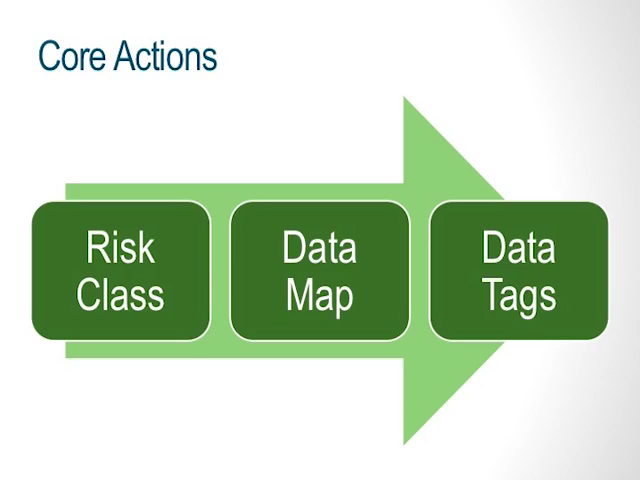 Core Actions
Risk
Class
Data
Map
Data
Tags